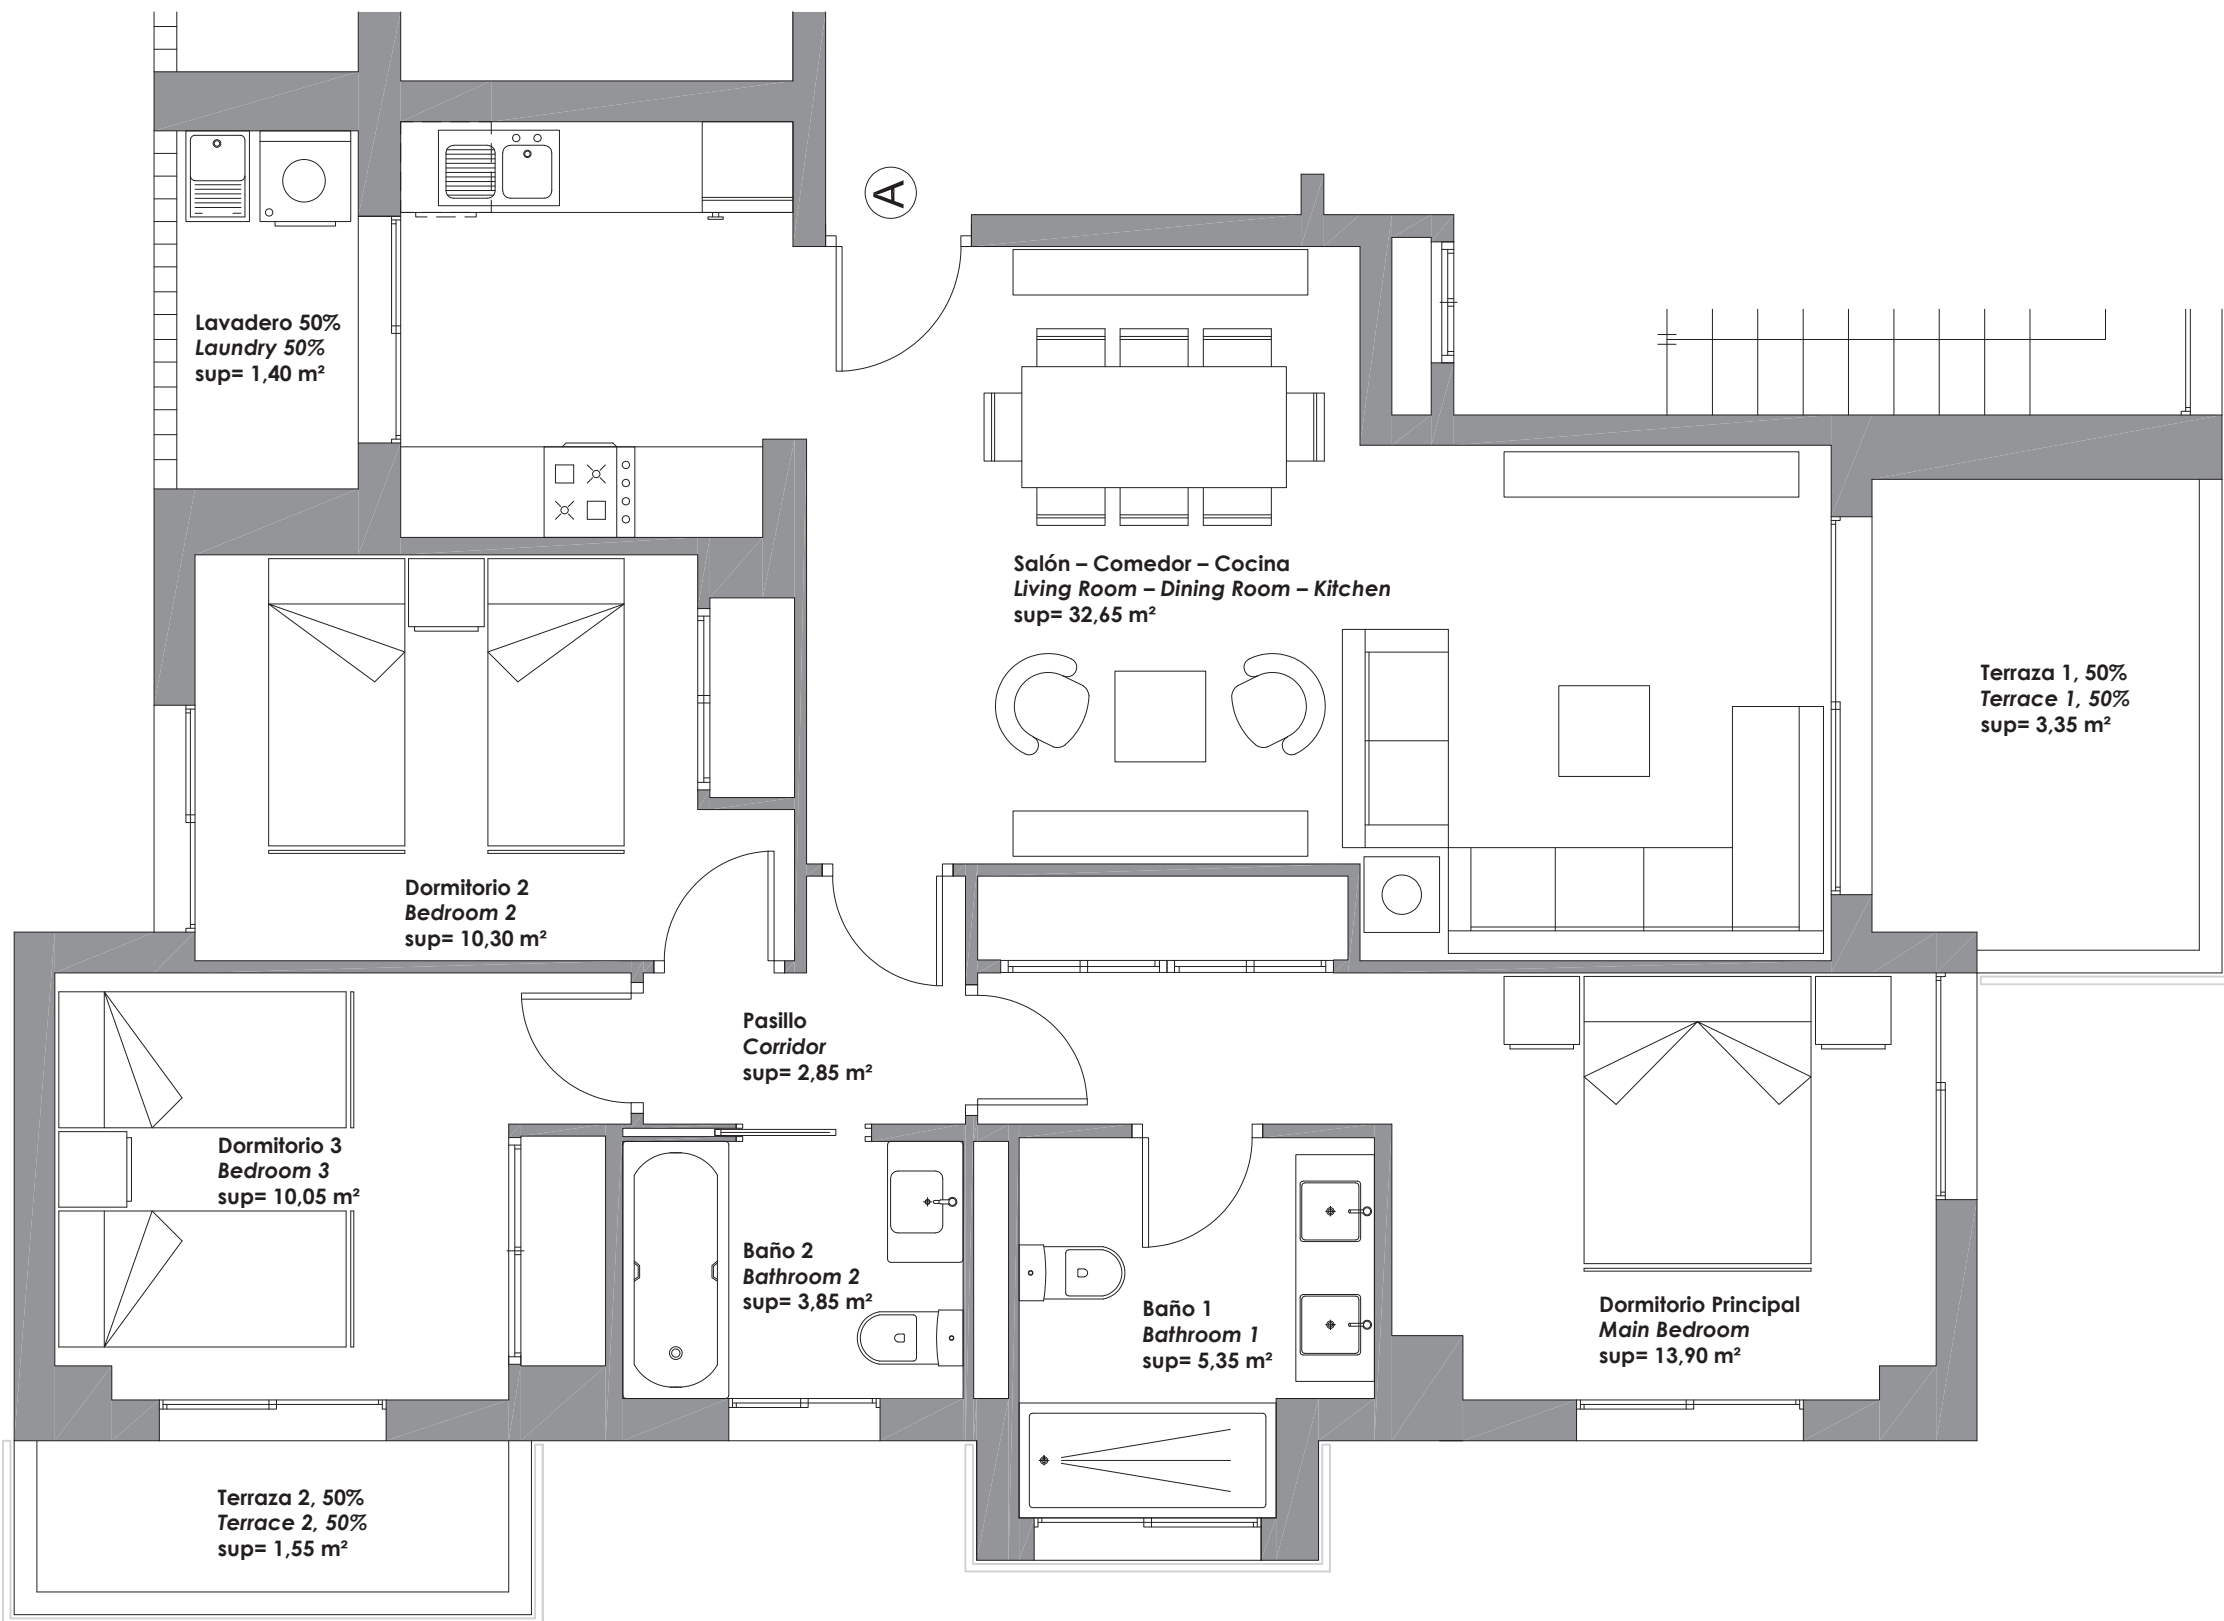 A
Lavadero 50%
Laundry 50%
sup= 1,40 m²
Salón – Comedor – Cocina
Living Room – Dining Room – Kitchen
sup= 32,65 m²
Terraza 1, 50%
Terrace 1, 50%
sup= 3,35 m²
Dormitorio 2
Bedroom 2
sup= 10,30 m²
Pasillo
Corridor
sup= 2,85 m²
Dormitorio 3
Bedroom 3
sup= 10,05 m²
Baño 2
Bathroom 2
sup= 3,85 m²
Baño 1
Bathroom 1
sup= 5,35 m²
Dormitorio Principal
Main Bedroom
sup= 13,90 m²
Terraza 2, 50%
Terrace 2, 50%
sup= 1,55 m²